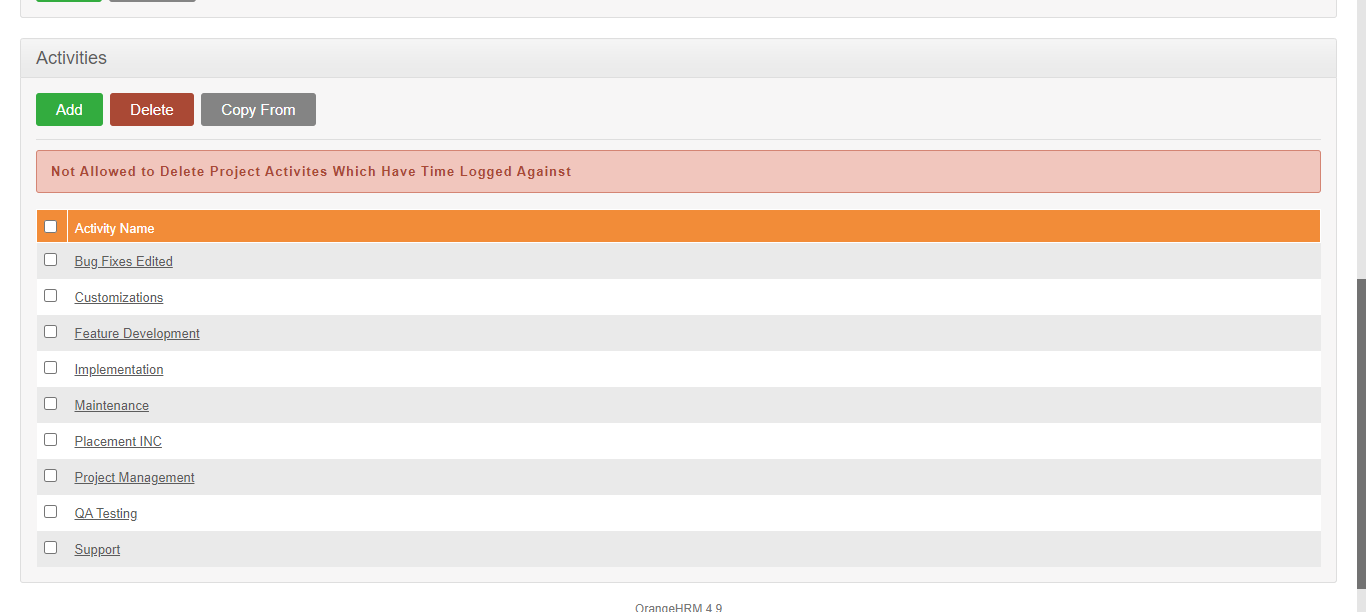 Activities
Add Delete Copy From
Not Allowed to Delete Project Activites Which Have Time Logged Against
Activity Name
Bug Fixes Edited
Customizations
Feature Development
Implementation
Maintenance
Placement INC
Project Management
QA Testing
Support
OrangeHRM 4.9